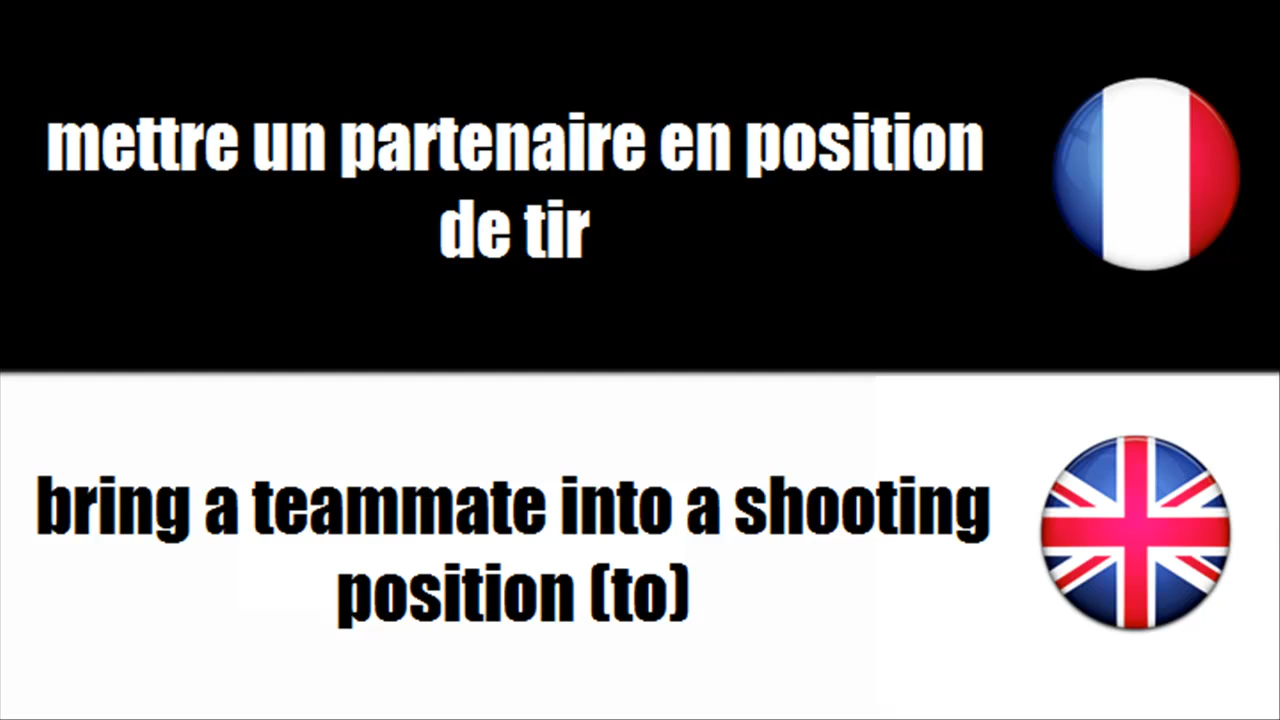 mettre un partenaire en position
de tir
bring a teammate into a shooting
position (to)